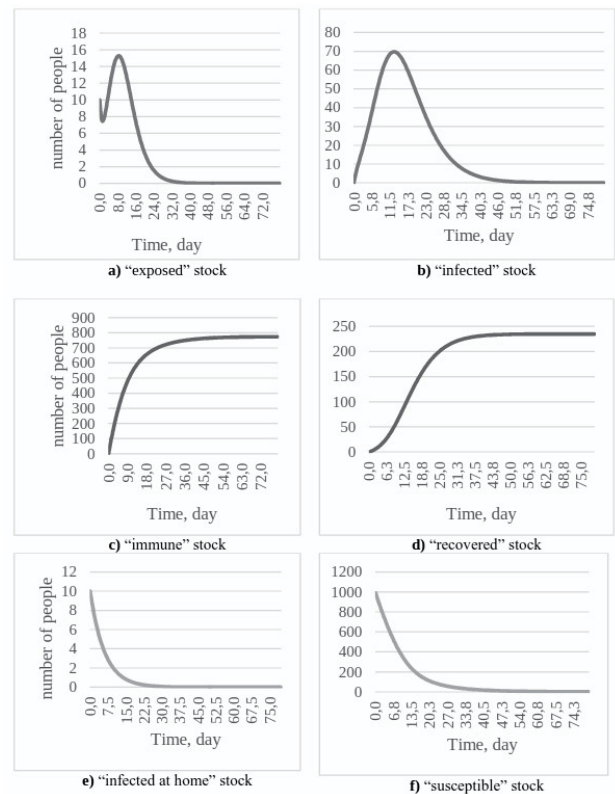 18
16
14
12
10
8
6
4
2
0
number of people
0,0 8,0 16,0 24,0 32,0 40,0 48,0 56,0 64,0 72,0
Time, day
a) “exposed” stock
80
70
60
50
40
30
20
10
0
0,0 5,8 11,5 17,3 23,0 28,8 34,5 40,3 46,0 51,8 57,5 63,3 69,0 74,8
Time, day
b) “infected” stock
900
800
700
600
500
400
300
200
100
0
number of people
0,0 9,0 18,0 27,0 36,0 45,0 54,0 63,0 72,0
Time, day
c) “immune” stock
250
200
150
100
50
0
0,0 6,3 12,5 18,8 25,0 31,3 37,5 43,8 50,0 56,3 62,5 68,8 75,0
Time, day
d) “recovered” stock
12
10
8
6
4
2
0
number of people
0,0 7,5 15,0 22,5 30,0 37,5 45,0 52,5 60,0 67,5 75,0
Time, day
e) “infected at home” stock
1200
1000
800
600
400
200
0
0,0 6,8 13,5 20,3 27,0 33,8 40,5 47,3 54,0 60,8 67,5 74,3
Time, day
f) “susceptible” stock